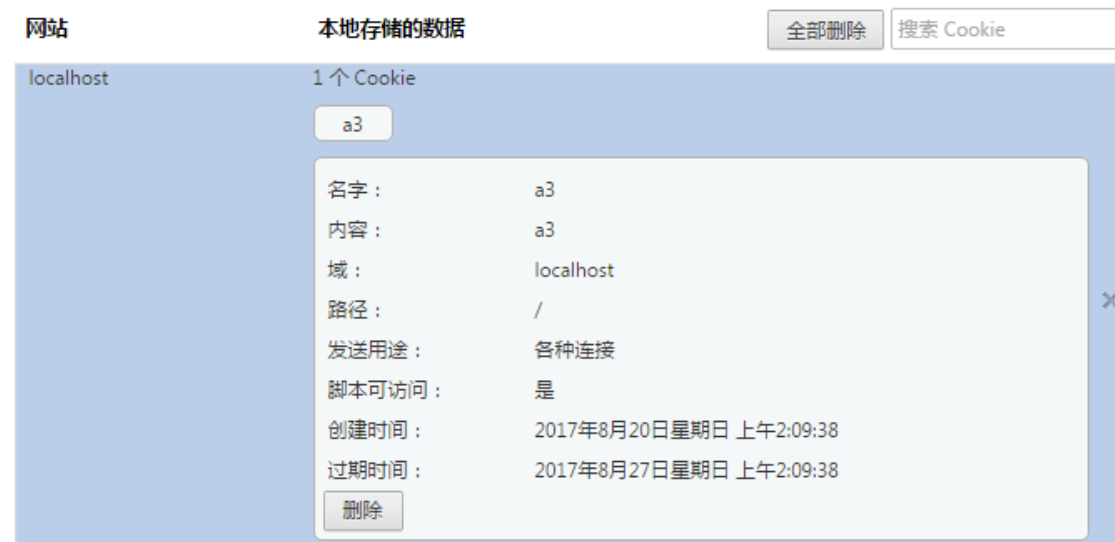 网站 本地存储的数据 全部删除 搜索 Cookie
localhost 1 个 Cookie
a3
名字： a3
内容： a3
域： localhost
路径： /
发送用途： 各种连接
脚本可访问： 是
创建时间： 2017年8月20日星期日 上午2:09:38
过期时间： 2017年8月27日星期日 上午2:09:38
删除